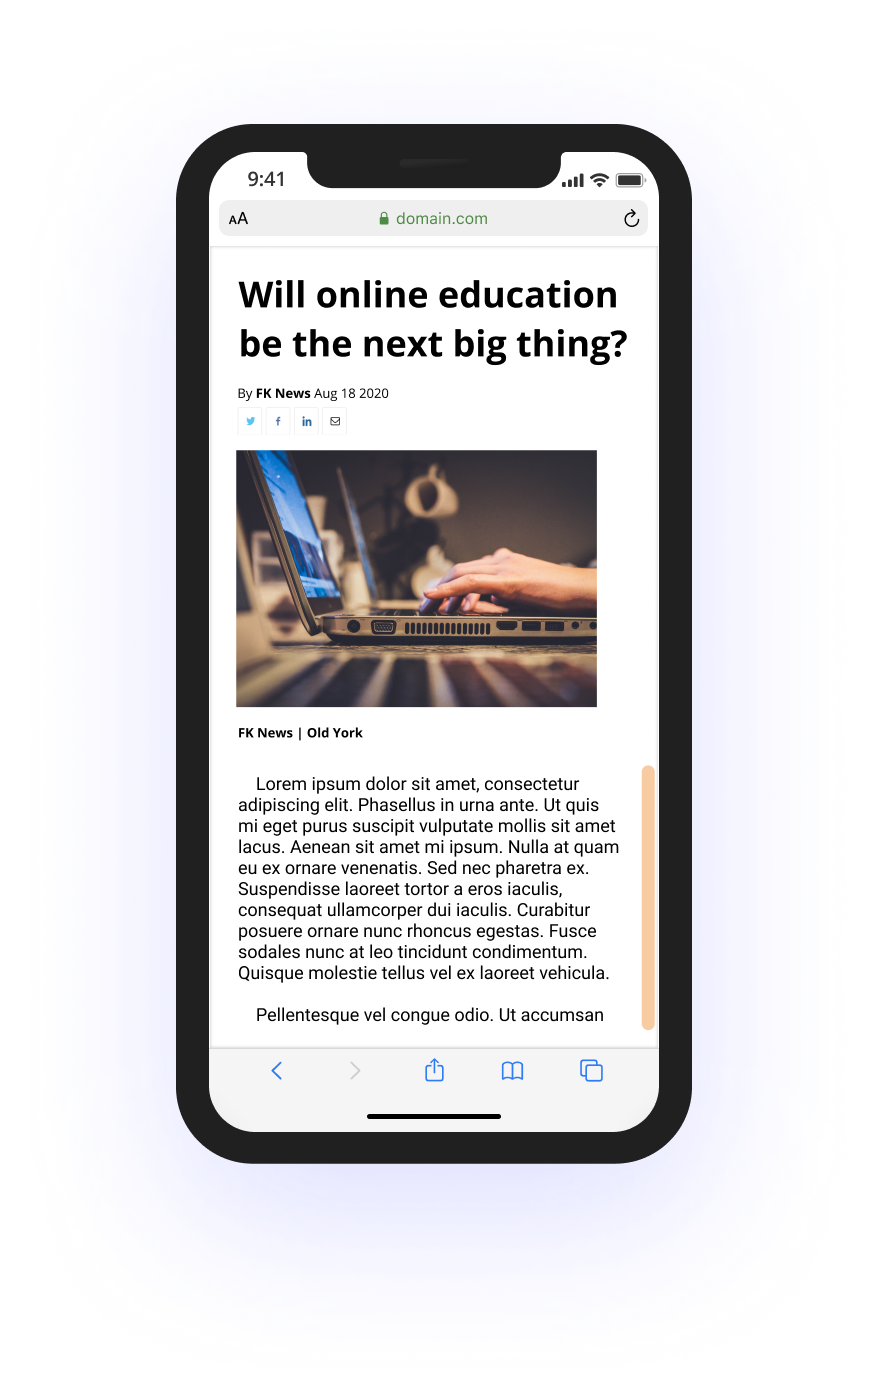 9:41
AA domain.com
Will online education
be the next big thing?
By FK News Aug 18 2020
FK News | Old York
Lorem ipsum dolor sit amet, consectetur
adipiscing elit. Phasellus in urna ante. Ut quis
mi eget purus suscipit vulputate mollis sit amet
lacus. Aenean sit amet mi ipsum. Nulla at quam
eu ex ornare venenatis. Sed nec pharetra ex.
Suspendisse laoreet tortor a eros iaculis,
consequat ullamcorper dui iaculis. Curabitur
posuere ornare nunc rhoncus egestas. Fusce
sodales nunc at leo tincidunt condimentum.
Quisque molestie tellus vel ex laoreet vehicula.
Pellentesque vel congue odio. Ut accumsan